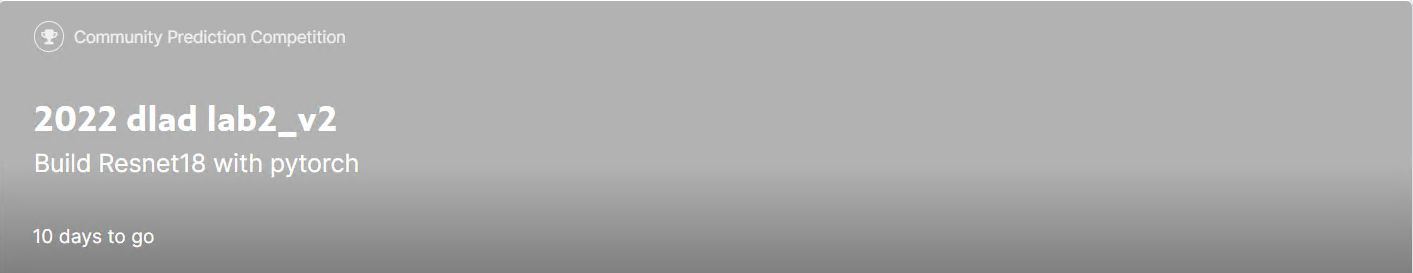 Community Prediction Competition
2022 dlad lab2_v2
Build Resnet18 with pytorch
10 days to go